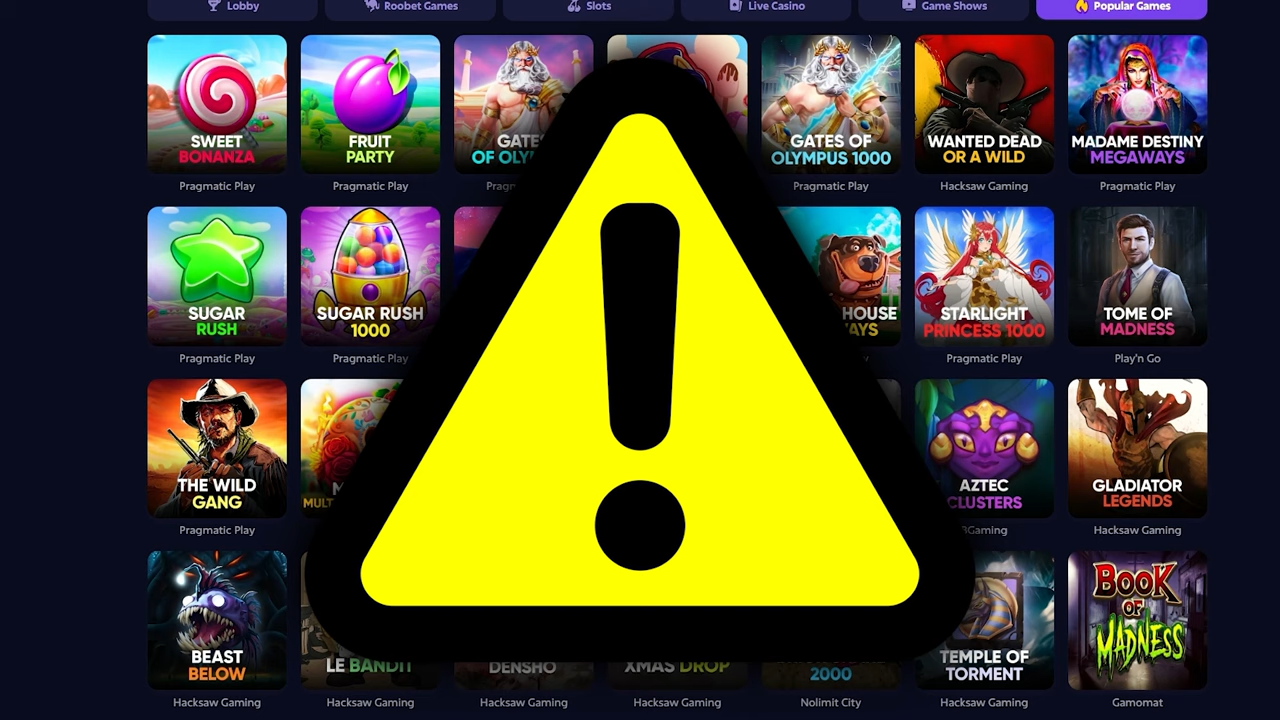 Lobby
Roobet Games
Slots
Live Casino
Game Shows
Popular Games
SWEET
BONANZA
FRUIT
PARTY
OF
GATES OF
OLYMPUS 1000
WANTED DEAD
OR A WILD
MADAME DESTINY
MEGAWAYS
Pragmatic Play
Pragmatic Play
Pragmatic Play
Hacksaw Gaming
Pragmatic Play
SUGAR
RUSH
SUGAR RUSH
1000
HOUSE
STARLIGHT
PRINCESS 1000
TOME OF
MADNESS
Pragmatic Play
Pragmatic Play
Pragmatic Play
Play'n Go
THE WILD
GANG
AZTEC
CLUSTERS
GLADIATOR
LEGENDS
Pragmatic Play
Hacksaw Gaming
BEAST
BELOW
LE BANDIT
DENSHO
XMAS DROP
2000
TEMPLE OF
TORMENT
BOOK
OF
MADNESS
Hacksaw Gaming
Hacksaw Gaming
Hacksaw Gaming
Hacksaw Gaming
Nolimit City
Hacksaw Gaming
Gamomat